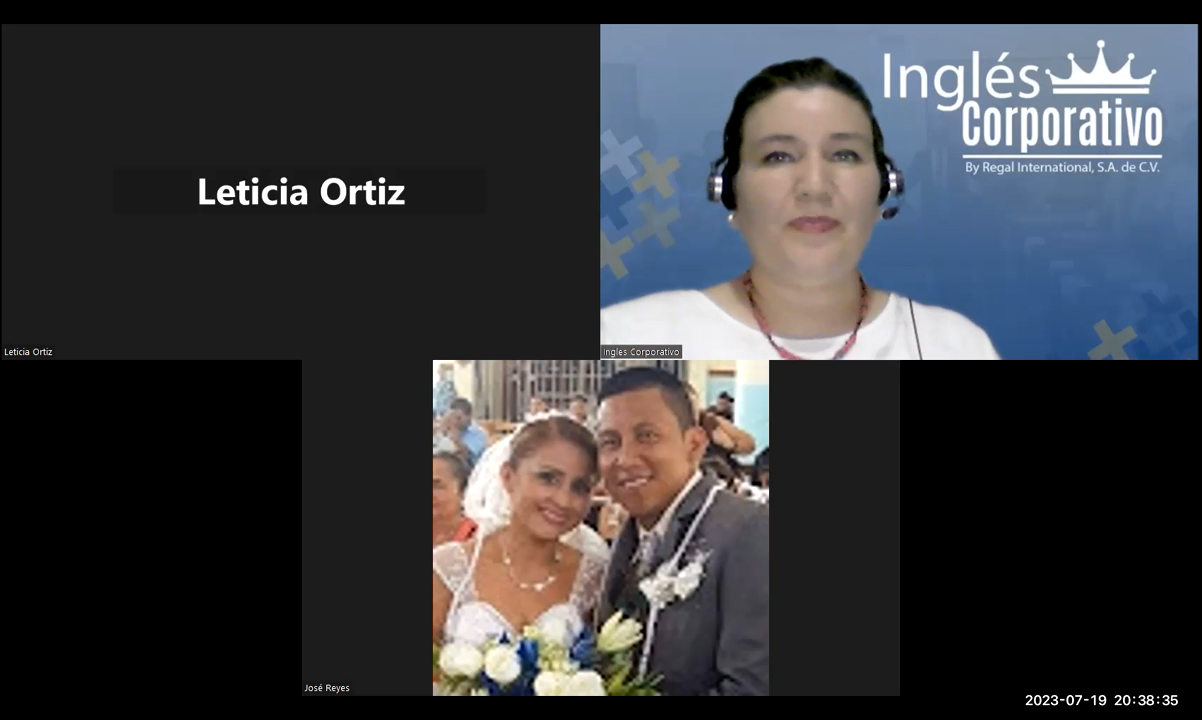 Leticia Ortiz
Leticia Ortiz
Inglés
Corporativo
By Regal International, S.A. de C.V.
Ingles Corporativo
José Reyes
2023-07-19 20:38:35